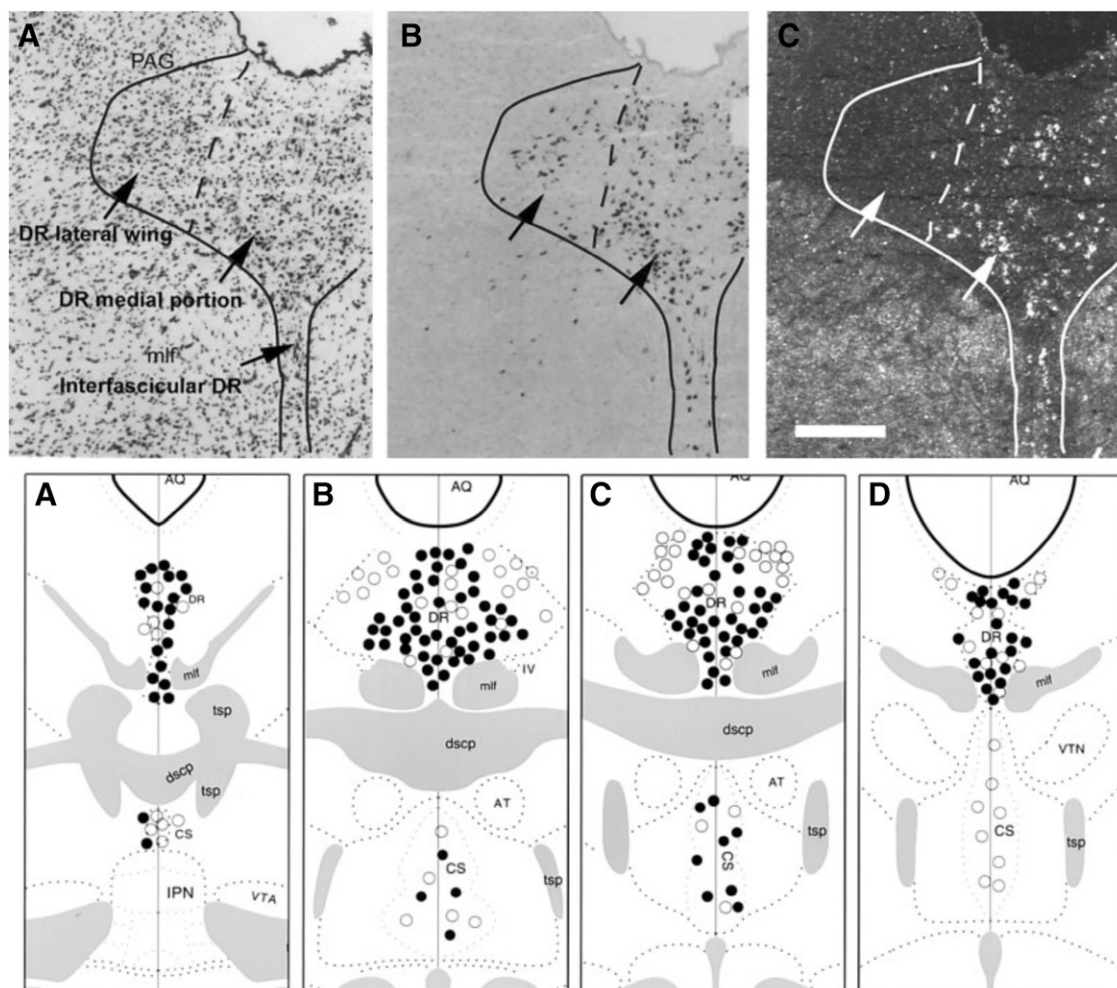 A
PAG
DR lateral wing
DR medial portion
mlf
Interfascicular DR
B
C
A
AQ
DR
mlf
tsp
dscp
tsp
CS
IPN
VTA
B
AQ
DR
IV
mlf
dscp
AT
CS
tsp
C
AQ
DR
mlf
AT
tsp
CS
D
AQ
DR
mlf
VTN
CS
tsp